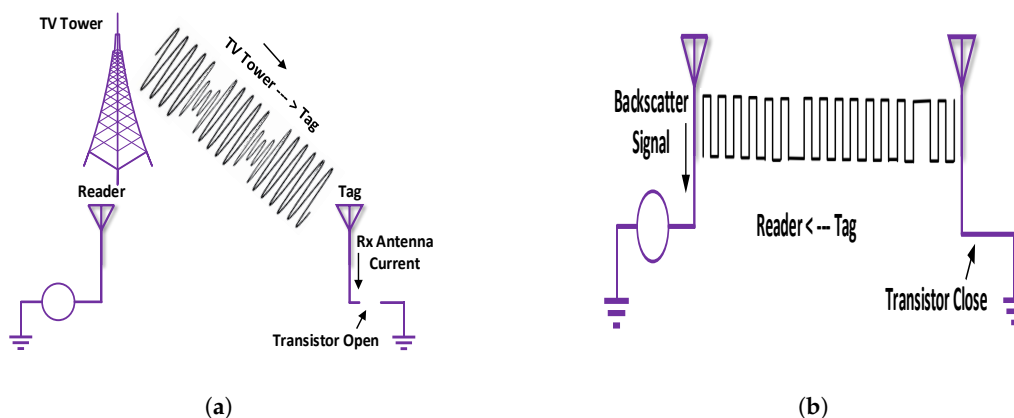 TV Tower
TV Tower --- > Tag
Reader
Tag
Rx Antenna
Current
Transistor Open
(a)
Backscatter
Signal
Reader < --- Tag
Transistor Close
(b)